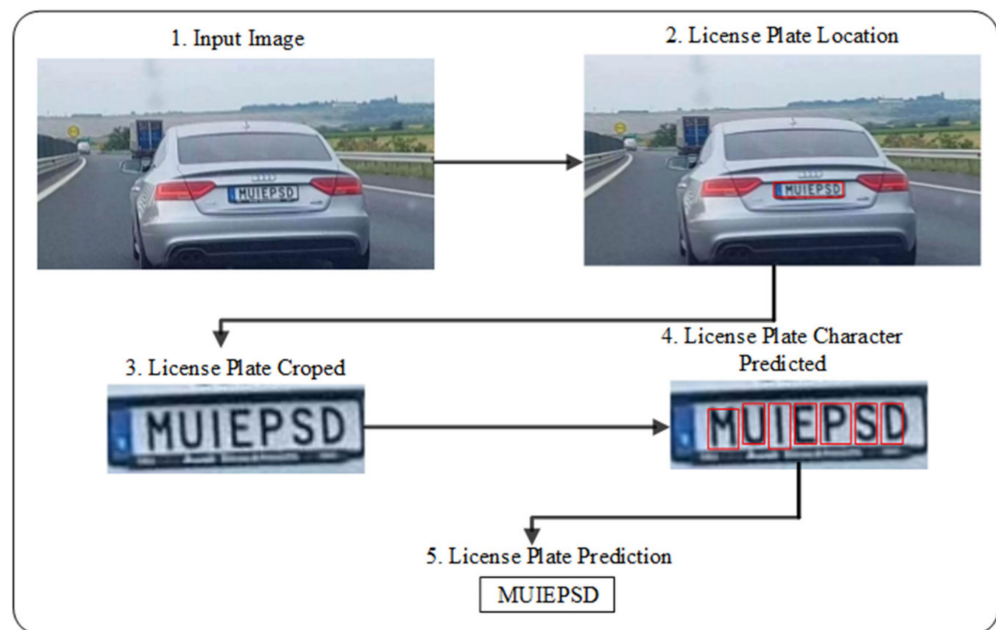 1. Input Image
2. License Plate Location
MUIEPSD
MUIEPSD
3. License Plate Croped
4. License Plate Character
Predicted
MUIEPSD
MUIEPSD
5. License Plate Prediction
MUIEPSD